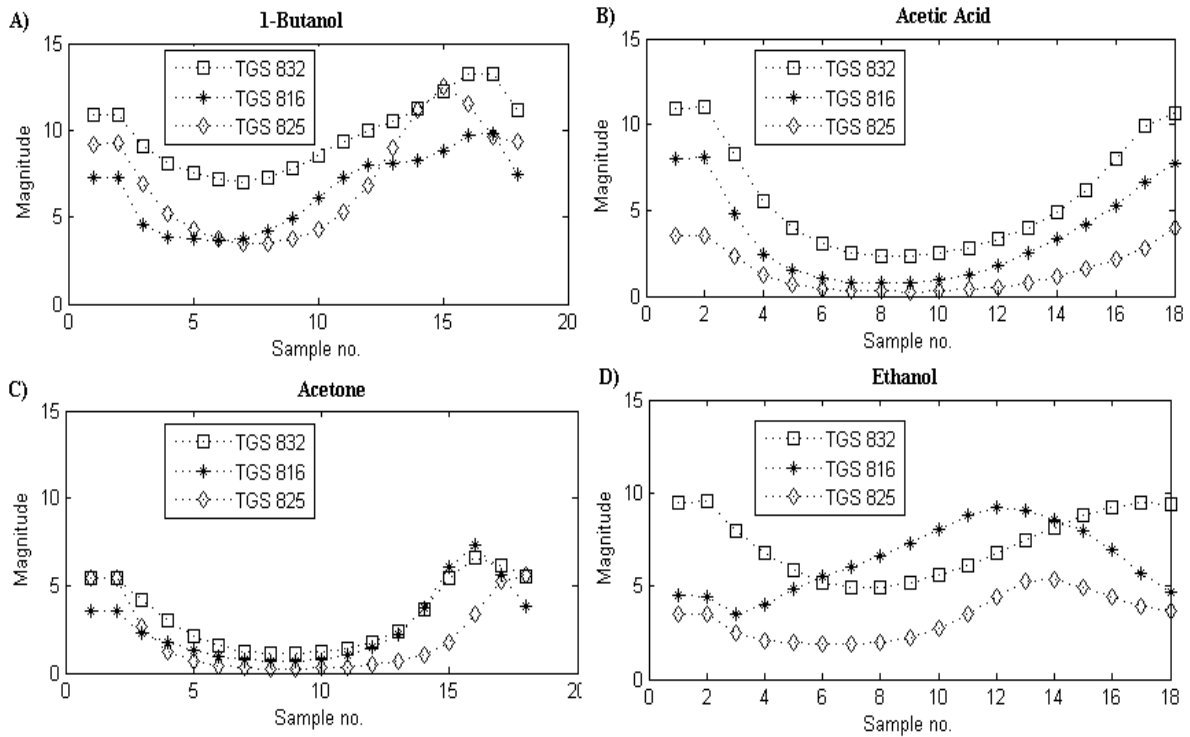 A)
1-Butanol
15
10
5
0
Magnitude
TGS 832
TGS 816
TGS 825
0 5 10 15 20
Sample no.
B)
Acetic Acid
15
10
5
0
Magnitude
TGS 832
TGS 816
TGS 825
0 2 4 6 8 10 12 14 16 18
Sample no.
C)
Acetone
15
10
5
0
Magnitude
TGS 832
TGS 816
TGS 825
0 5 10 15 20
Sample no.
D)
Ethanol
15
10
5
0
Magnitude
TGS 832
TGS 816
TGS 825
0 2 4 6 8 10 12 14 16 18
Sample no.